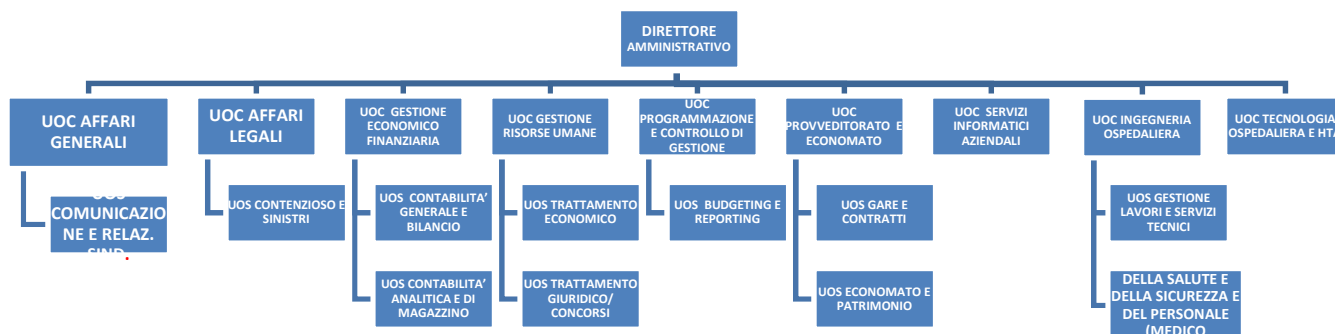 DIRETTORE
AMMINISTRATIVO
UOC AFFARI
GENERALI
UOC AFFARI
LEGALI
UOC GESTIONE
ECONOMICO
FINANZIARIA
UOC GESTIONE
RISORSE UMANE
UOC
PROGRAMMAZIONE
E CONTROLLO DI
GESTIONE
UOC
PROVVEDITORATO E
ECONOMATO
UOC SERVIZI
INFORMATICI
AZIENDALI
UOC INGEGNERIA
OSPEDALIERA
UOC TECNOLOGIA
OSPEDALIERA E HTA
UOS
COMUNICAZIO
NE E RELAZ.
SIND.
UOS CONTENZIOSO E
SINISTRI
UOS CONTABILITA’
GENERALE E
BILANCIO
UOS TRATTAMENTO
ECONOMICO
UOS BUDGETING E
REPORTING
UOS GARE E
CONTRATTI
UOS GESTIONE
LAVORI E SERVIZI
TECNICI
UOS CONTABILITA’
ANALITICA E DI
MAGAZZINO
UOS TRATTAMENTO
GIURIDICO/
CONCORSI
UOS ECONOMATO E
PATRIMONIO
DELLA SALUTE E
DELLA SICUREZZA E
DEL PERSONALE
(MEDICO